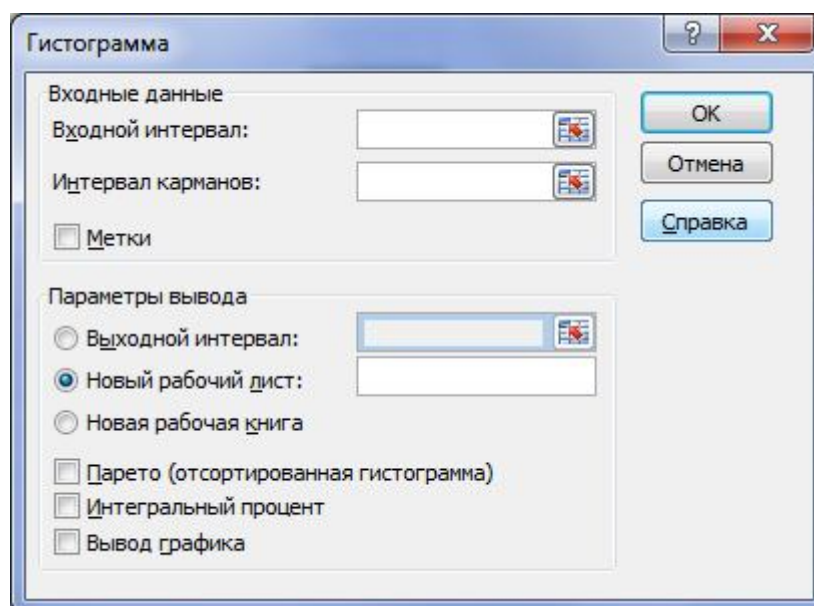 Гистограмма
Входные данные
Входной интервал:
Интервал карманов:
Метки
OK
Отмена
Справка
Параметры вывода
Выходной интервал:
Новый рабочий лист:
Новая рабочая книга
Парето (отсортированная гистограмма)
Интегральный процент
Вывод графика